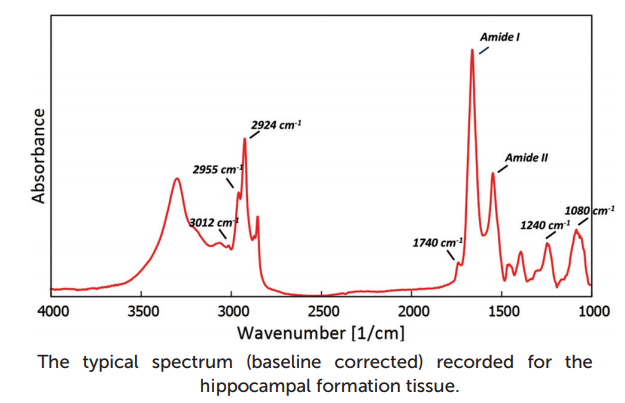 Amide I
2924 cm-1
2955 cm-1
Amide II
3012 cm-1
1080 cm-1
1240 cm-1
1740 cm-1
Absorbance
4000 3500 3000 2500 2000 1500 1000
Wavenumber [1/cm]
The typical spectrum (baseline corrected) recorded for the
hippocampal formation tissue.